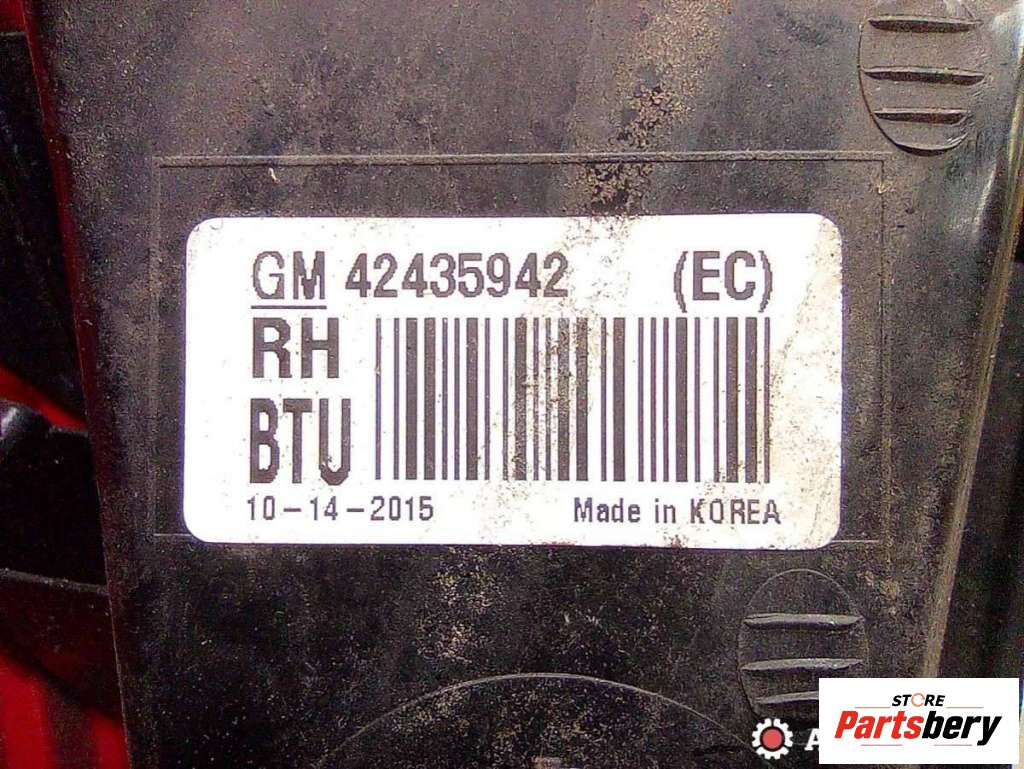 GM 42435942 (EC)
RH
BTU
10-14-2015 Made in KOREA
STORE
Partsbery